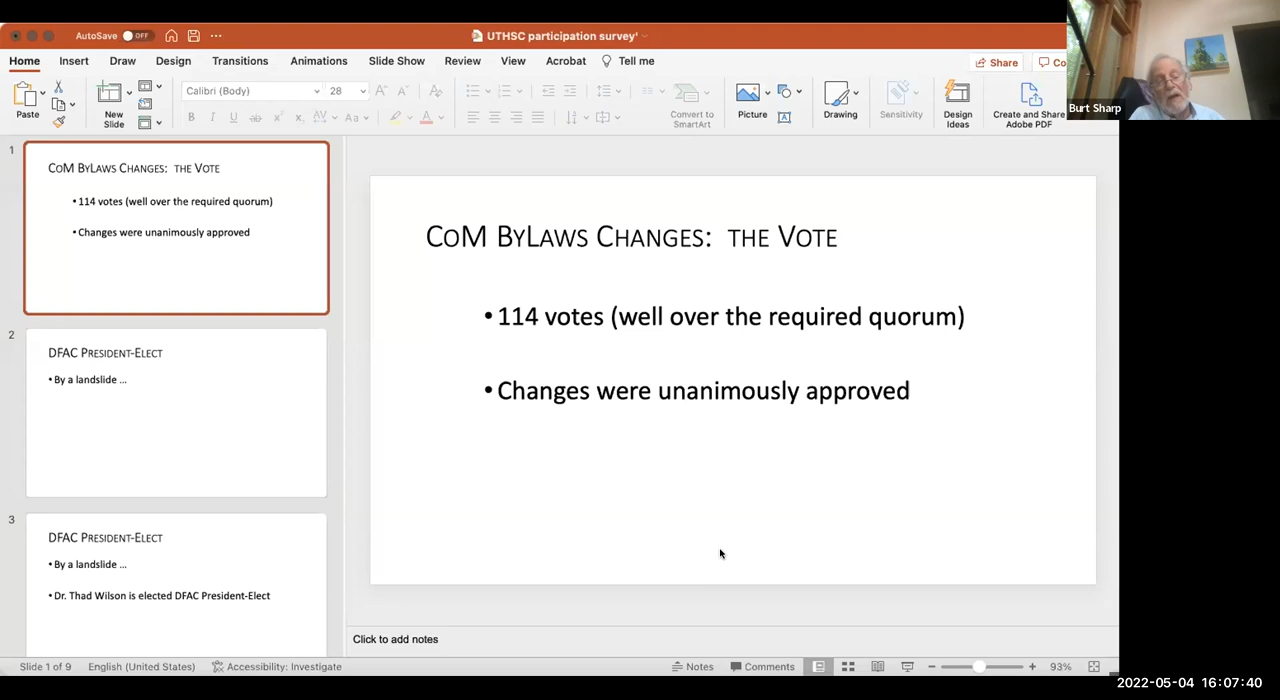 AutoSave OFF ··· UTHSC participation survey'
Home Insert Draw Design Transitions Animations Slide Show Review View Acrobat Tell me Share Co
Paste
New
Slide
Calibri (Body) 28
B I U ab x² x₂ AV Aa A
Convert to
SmartArt
Picture
Drawing
Sensitivity
Design
Ideas
Create and Share
Adobe PDF
Burt Sharp
1
CoM ByLaws Changes: the Vote
• 114 votes (well over the required quorum)
• Changes were unanimously approved
2
DFAC President-Elect
• By a landslide ...
3
DFAC President-Elect
• By a landslide ...
• Dr. Thad Wilson is elected DFAC President-Elect
CoM ByLaws Changes: the Vote
• 114 votes (well over the required quorum)
• Changes were unanimously approved
Click to add notes
Slide 1 of 9 English (United States) Accessibility: Investigate Notes Comments 93%
2022-05-04 16:07:40